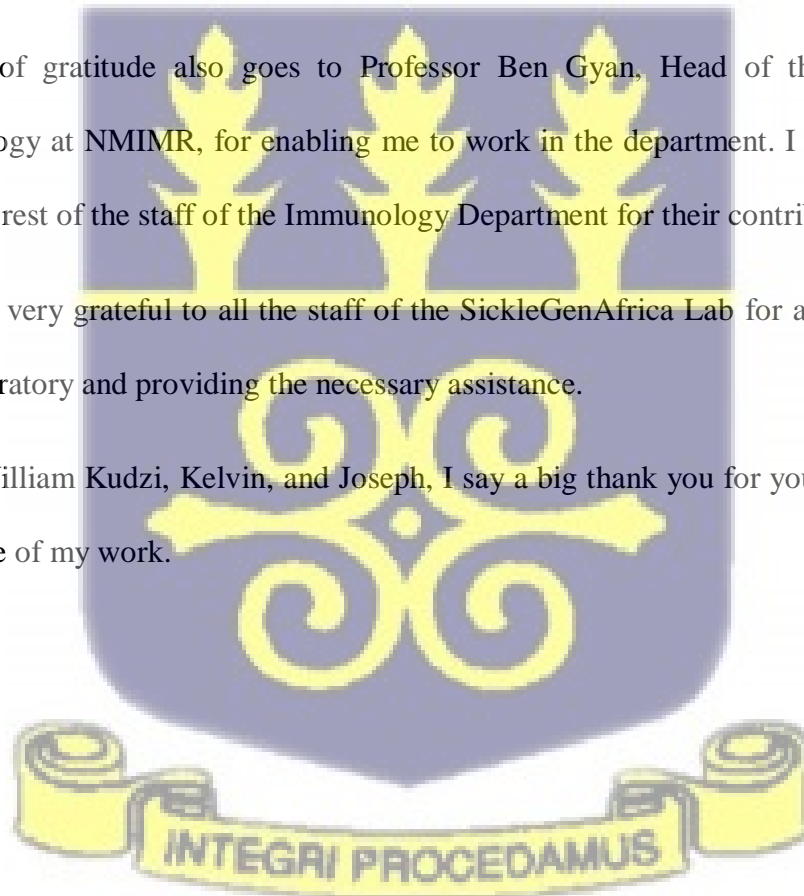 of gratitude also goes to Professor Ben Gyan, Head of th
ogy at NMIMR, for enabling me to work in the department. I
rest of the staff of the Immunology Department for their contri
very grateful to all the staff of the SickleGenAfrica Lab for a
ratory and providing the necessary assistance.
illiam Kudzi, Kelvin, and Joseph, I say a big thank you for you
e of my work.
INTEGRI PROCEDAMUS